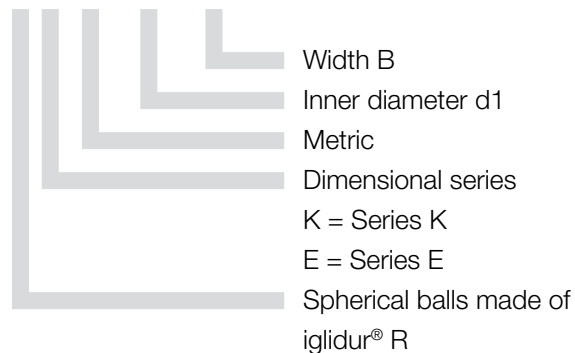 Width B
Inner diameter d1
Metric
Dimensional series
K = Series K
E = Series E
Spherical balls made of
iglidur® R